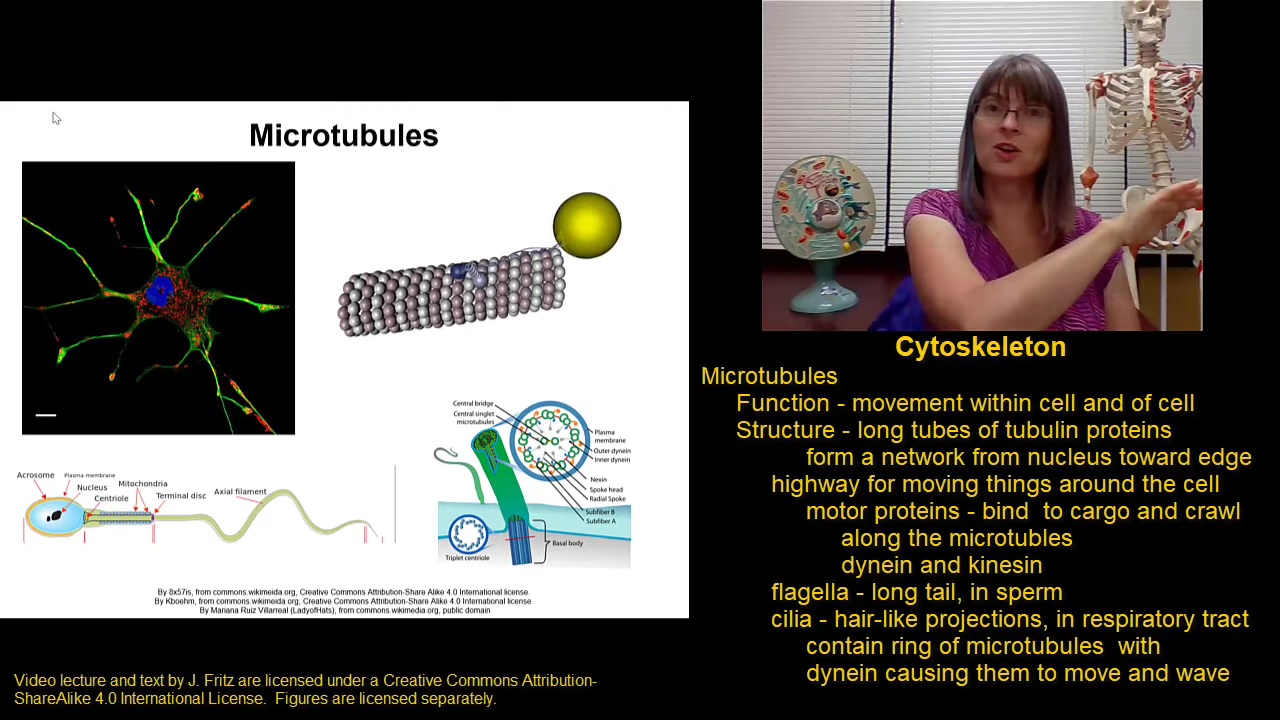 Microtubules
Acrosome
Plasma membrane
Nucleus
Mitochondria
Centriole
Terminal disc
Axial filament
Central bridge
Central singlet
microtubules
Plasma
membrane
Outer dynein
Inner dynein
Nexin
Spoke head
Radial Spoke
Subfiber B
Subfiber A
Triplet centriole
Basal body
By 8x57is, from commons.wikimeida.org, Creative Commons Attribution-Share Alike 4.0 International license.
By Kboehm, from commons.wikimeida.org, Creative Commons Attribution-Share Alike 4.0 International license.
By Mariana Ruiz Villarreal (LadyofHats), from commons.wikimedia.org, public domain
Video lecture and text by J. Fritz are licensed under a Creative Commons Attribution-
ShareAlike 4.0 International License. Figures are licensed separately.
Cytoskeleton
Microtubules
Function - movement within cell and of cell
Structure - long tubes of tubulin proteins
form a network from nucleus toward edge
highway for moving things around the cell
motor proteins - bind to cargo and crawl
along the microtubles
dynein and kinesin
flagella - long tail, in sperm
cilia - hair-like projections, in respiratory tract
contain ring of microtubules with
dynein causing them to move and wave